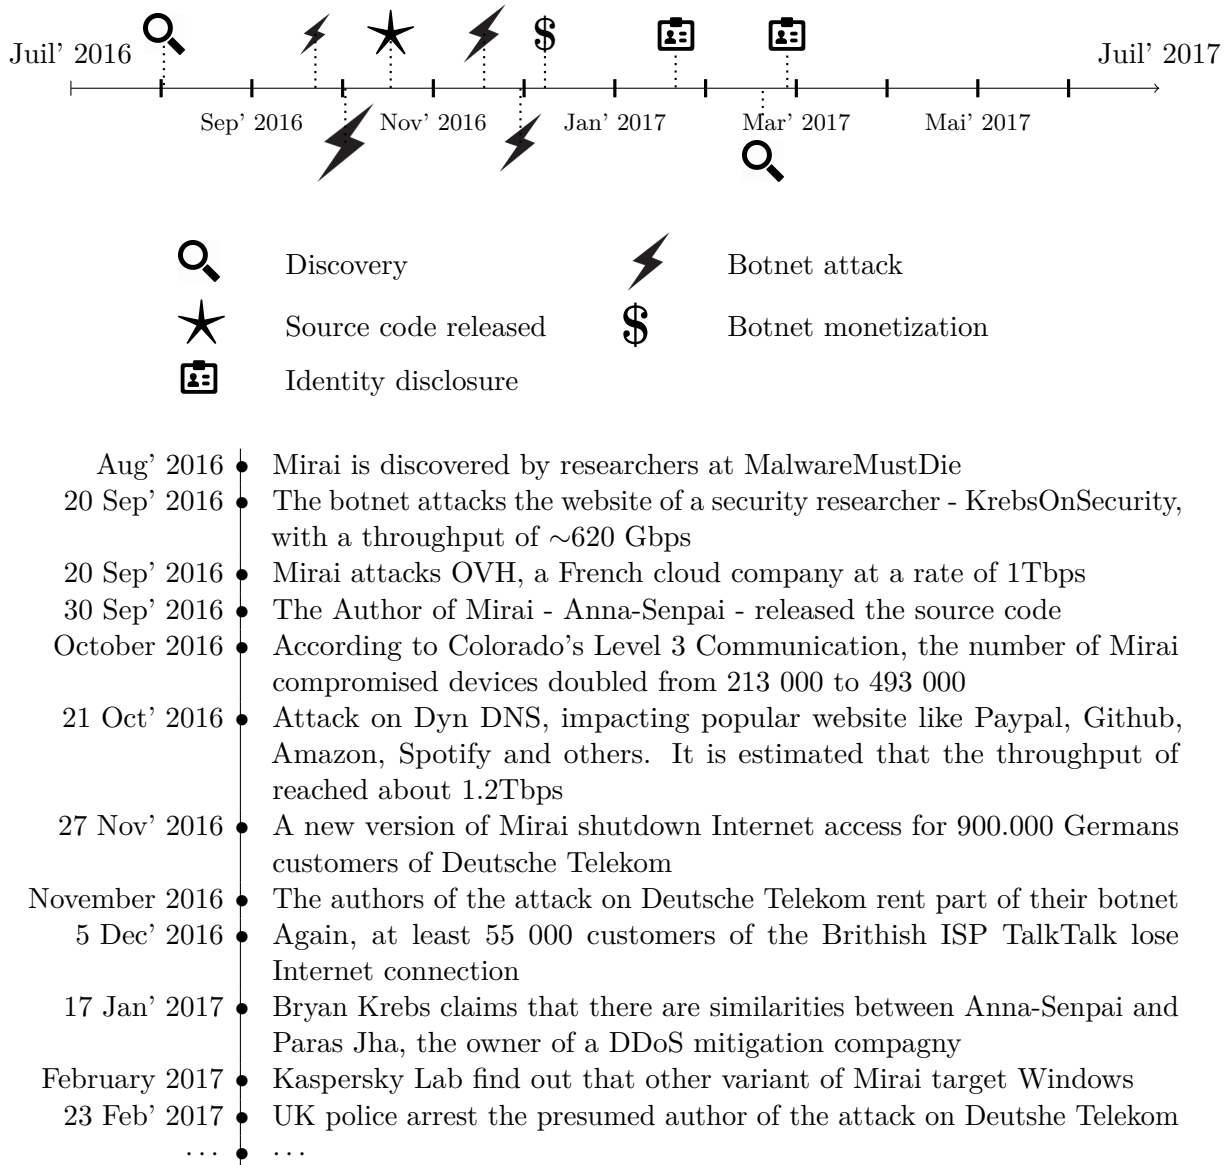 Juil' 2016
Juil' 2017
Sep' 2016
Nov' 2016
Jan' 2017
Mar' 2017
Mai' 2017
$
Discovery
Botnet attack
Source code released
$
Botnet monetization
Identity disclosure
Aug' 2016 Mirai is discovered by researchers at MalwareMustDie
20 Sep' 2016 The botnet attacks the website of a security researcher - KrebsOnSecurity,
with a throughput of ~620 Gbps
20 Sep' 2016 Mirai attacks OVH, a French cloud company at a rate of 1Tbps
30 Sep' 2016 The Author of Mirai - Anna-Senpai - released the source code
October 2016 According to Colorado's Level 3 Communication, the number of Mirai
compromised devices doubled from 213 000 to 493 000
21 Oct' 2016 Attack on Dyn DNS, impacting popular website like Paypal, Github,
Amazon, Spotify and others. It is estimated that the throughput of
reached about 1.2Tbps
27 Nov' 2016 A new version of Mirai shutdown Internet access for 900.000 Germans
customers of Deutsche Telekom
November 2016 The authors of the attack on Deutsche Telekom rent part of their botnet
5 Dec' 2016 Again, at least 55 000 customers of the Brithish ISP TalkTalk lose
Internet connection
17 Jan' 2017 Bryan Krebs claims that there are similarities between Anna-Senpai and
Paras Jha, the owner of a DDoS mitigation compagny
February 2017 Kaspersky Lab find out that other variant of Mirai target Windows
23 Feb' 2017 UK police arrest the presumed author of the attack on Deutshe Telekom
... ...